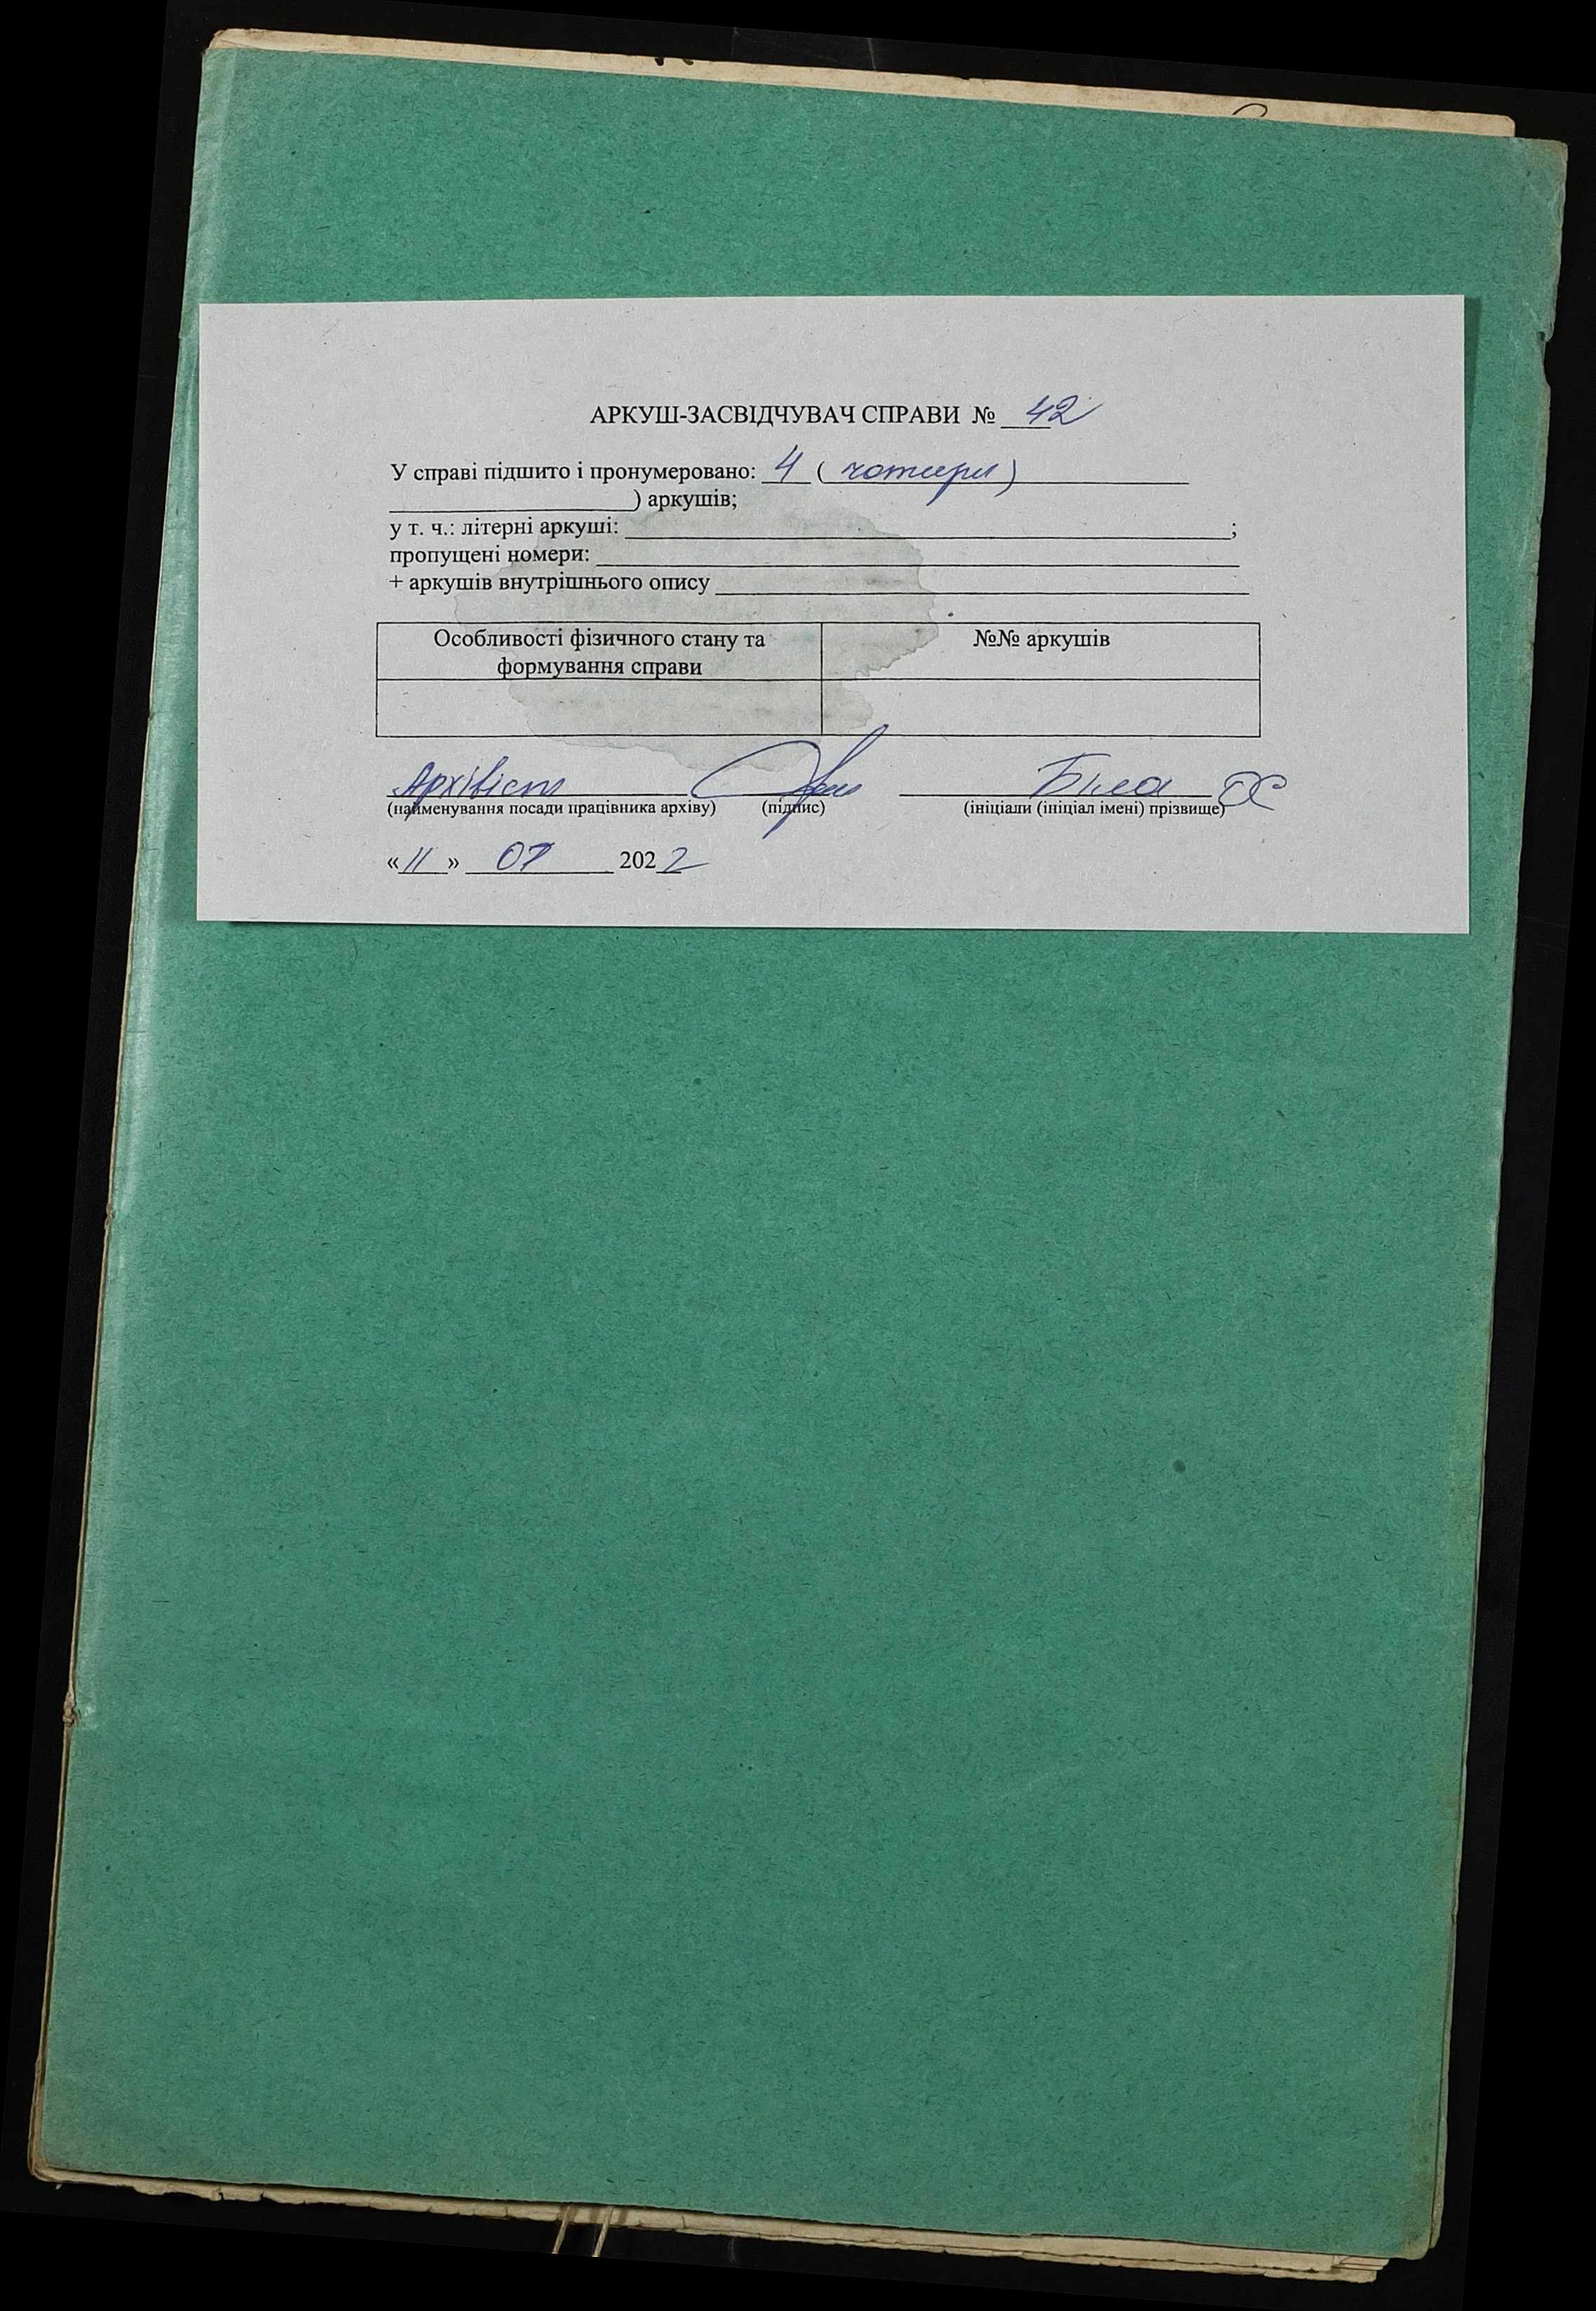 АРКУШ-ЗАСВІДЧУВАЧ СПРАВИ № 42
У справі підшито і пронумеровано: 4 ( чотири )
) аркушів;
у т. ч.: літерні аркуші: ;
пропущені номери:
+ аркушів внутрішнього опису
Особливості фізичного стану та формування справи
№№ аркушів
Архівіст Біла ОС
(найменування посади працівника архіву) (підпис) (ініціали (ініціал імені) прізвище)
« 11 » 07 2022